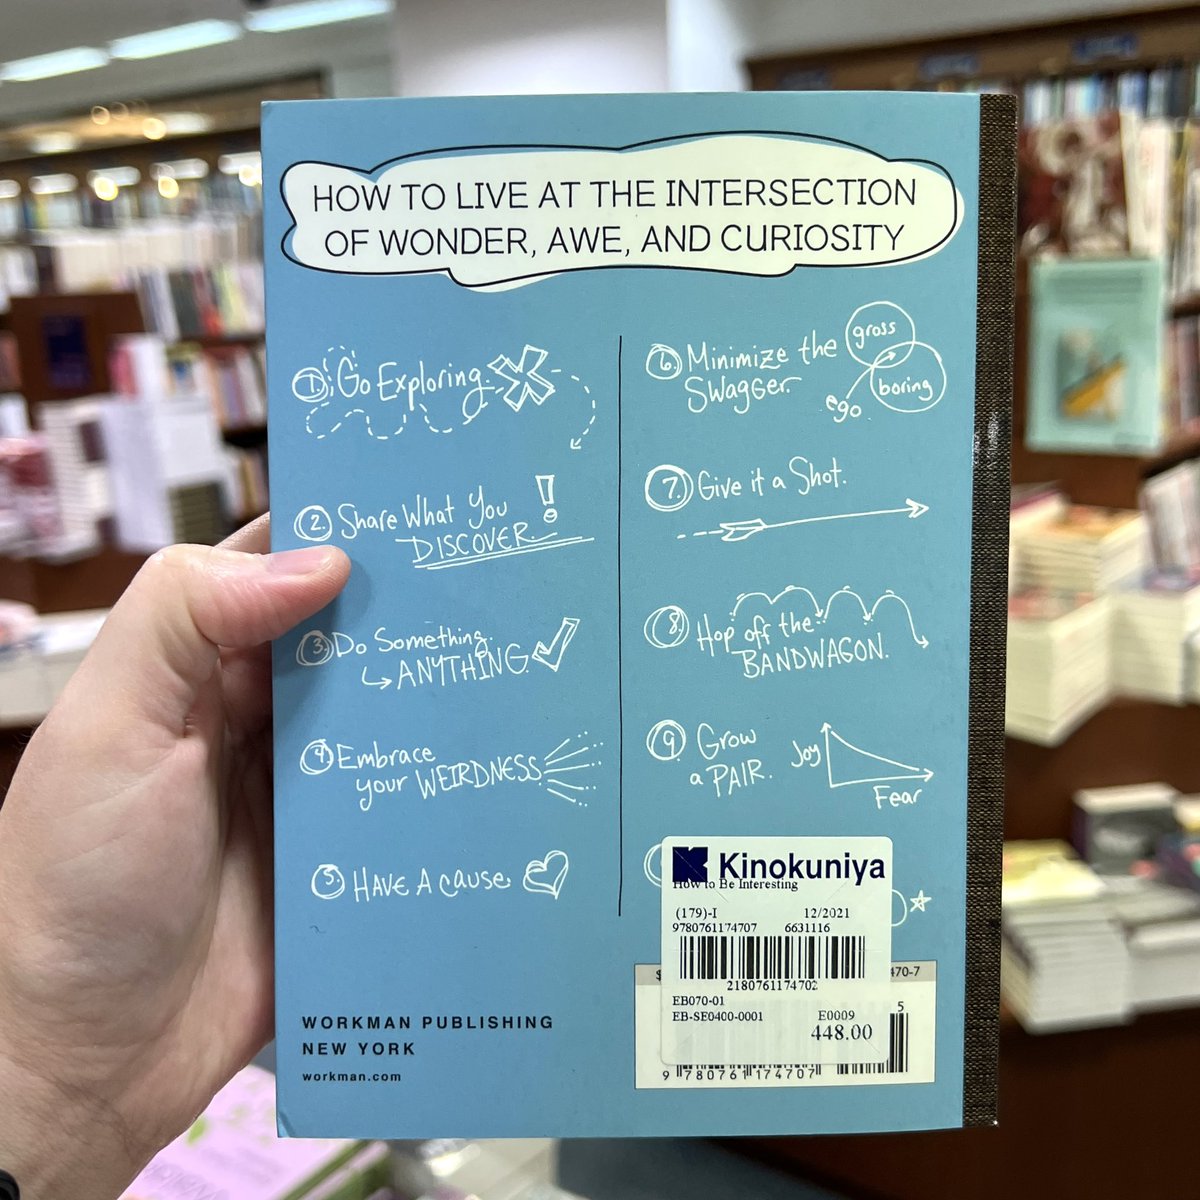 HOW TO LIVE AT THE INTERSECTION
OF WONDER, AWE, AND CURIOSITY
1. Go Exploring.
2. Share What You
DISCOVER.
3. Do Something.
ANYTHING.
4. Embrace
your WEIRDNESS.
5. HAVE A cause.
6. Minimize the
SWAGGER.
gross
boring
ego
7. Give it a Shot.
8. Hop off the
BANDWAGON.
9. Grow
a PAIR.
Joy
Fear
Kinokuniya
How to Be Interesting
(179)-I 12/2021
9780761174707 6631116
2180761174702
EB070-01
EB-SE0400-0001 E0009
448.00
$
470-7
5
9 780761 174707
WORKMAN PUBLISHING
NEW YORK
workman.com